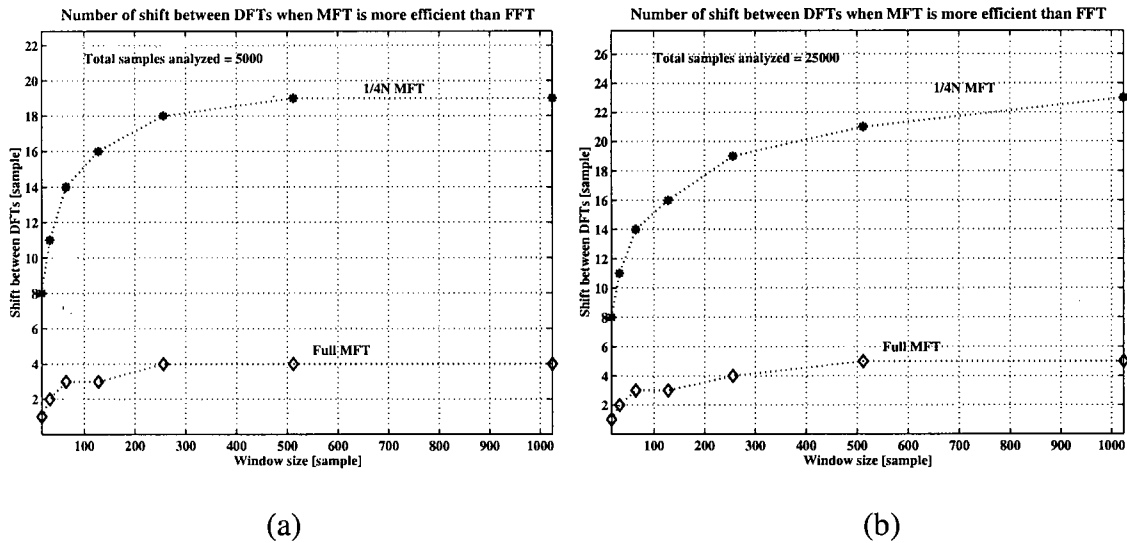 Number of shift between DFTs when MFT is more efficient than FFT
22
20
18
16
14
12
10
8
6
4
2
Shift between DFTs [sample]
Total samples analyzed = 5000
1/4N MFT
Full MFT
100 200 300 400 500 600 700 800 900 1000
Window size [sample]
(a)
Number of shift between DFTs when MFT is more efficient than FFT
26
24
22
20
18
16
14
12
10
8
6
4
2
Shift between DFTs [sample]
Total samples analyzed = 25000
1/4N MFT
Full MFT
100 200 300 400 500 600 700 800 900 1000
Window size [sample]
(b)